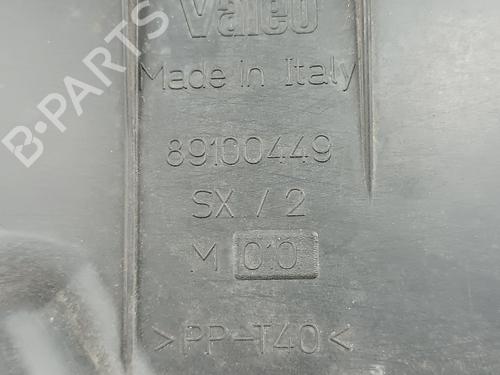 Valeo
Made in Italy
89100449
SX / 2
M 010
>PP-T40<
B-PARTS